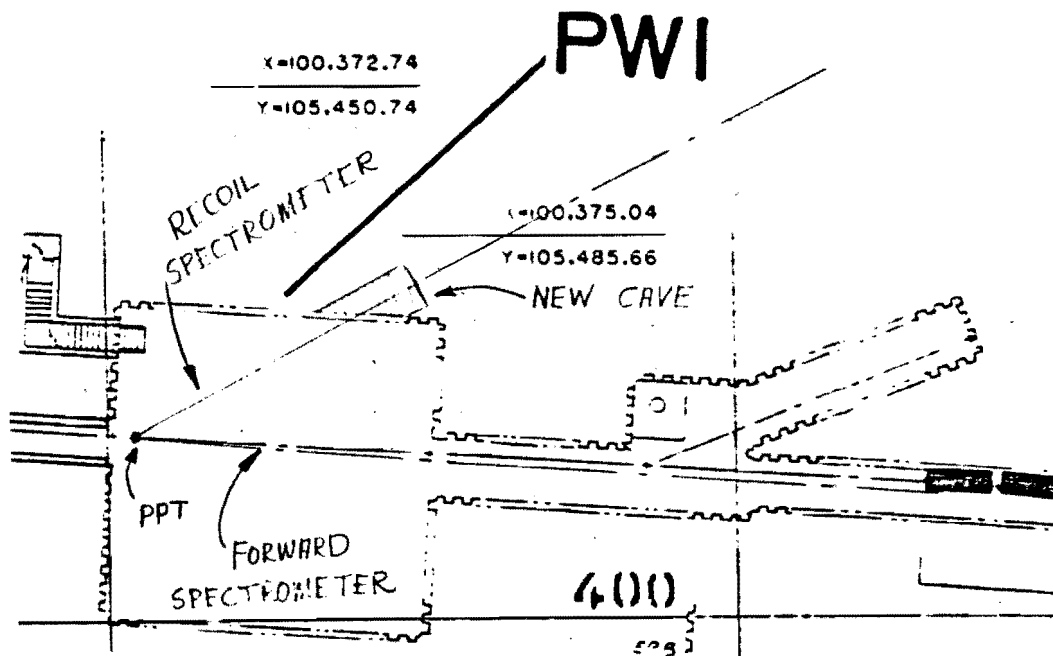 PWI
X=100.372.74
Y=105.450.74
RECOIL
SPECTROMETER
=100.375.04
Y=105.485.66
NEW CAVE
PPT
FORWARD
SPECTROMETER
400